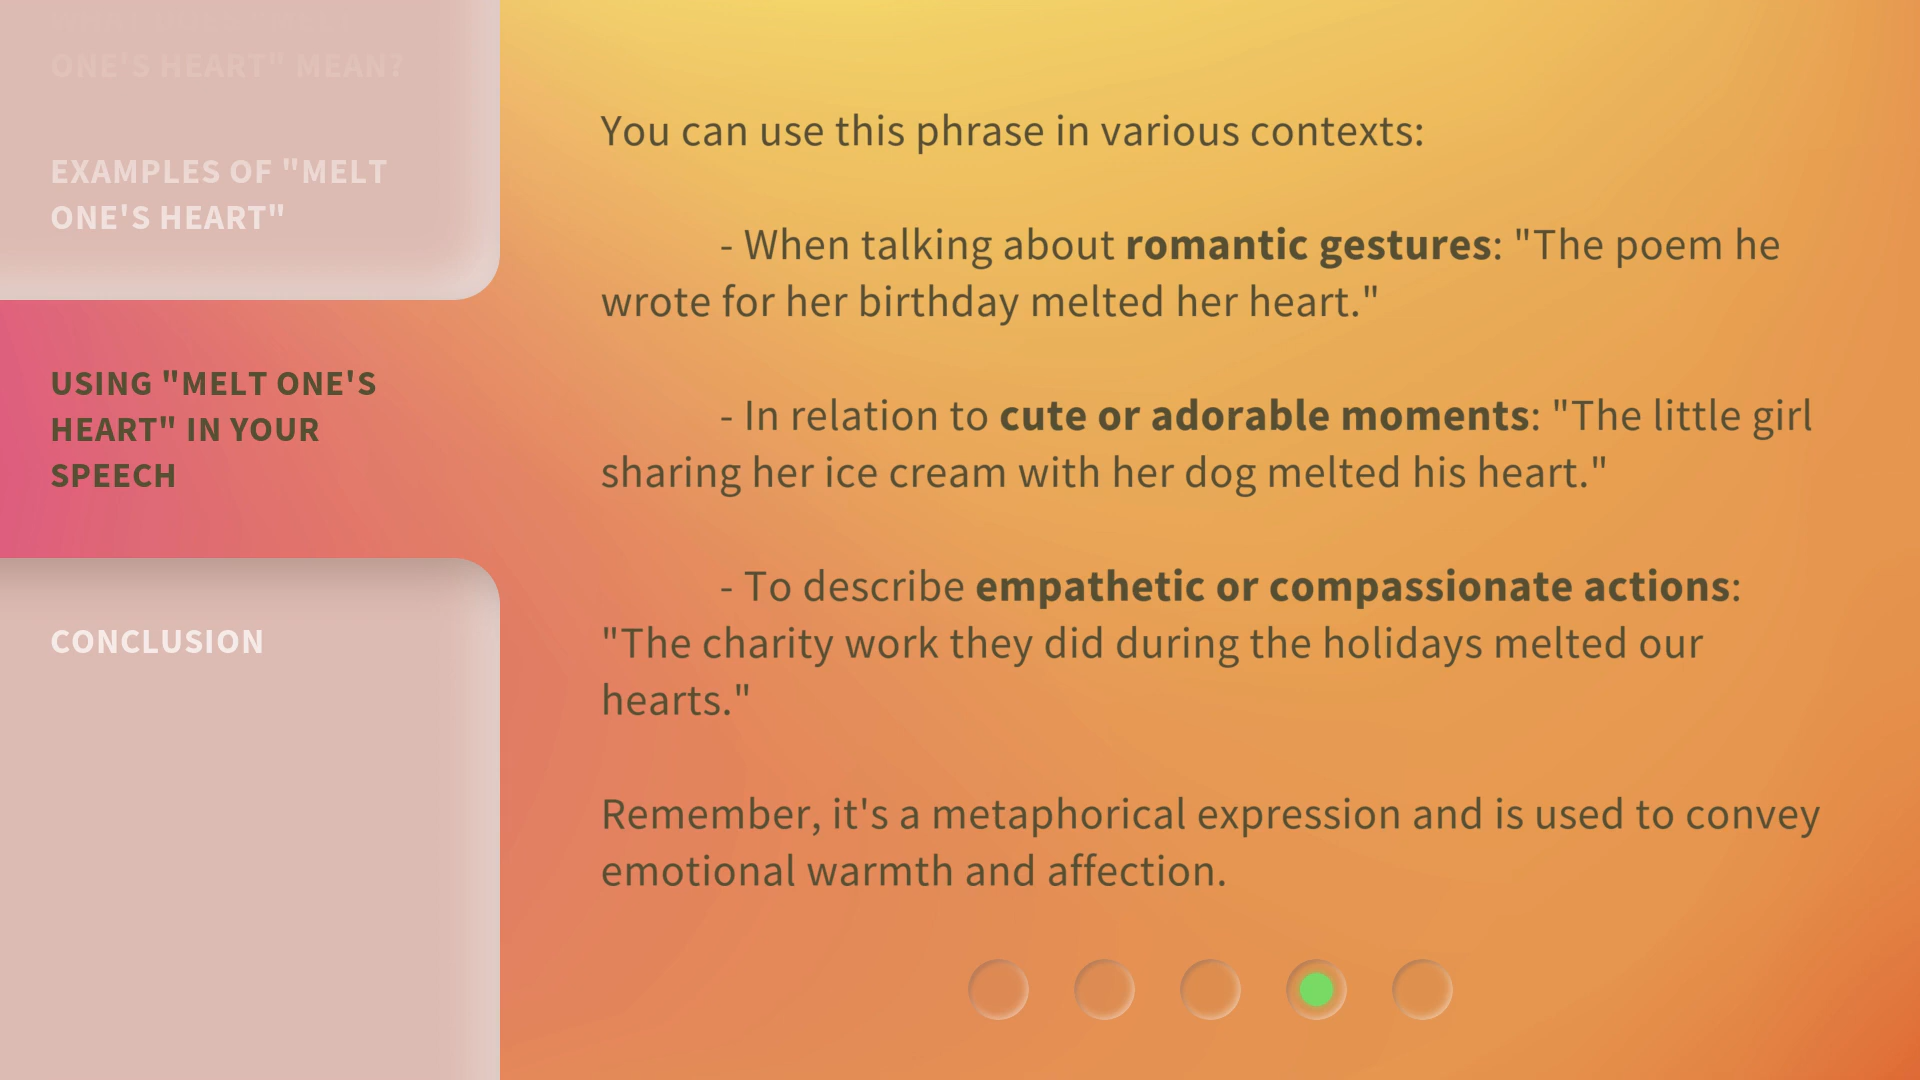 ONE'S HEART" MEAN?
EXAMPLES OF "MELT
ONE'S HEART"
USING "MELT ONE'S
HEART" IN YOUR
SPEECH
CONCLUSION
You can use this phrase in various contexts:
- When talking about romantic gestures: "The poem he
wrote for her birthday melted her heart."
- In relation to cute or adorable moments: "The little girl
sharing her ice cream with her dog melted his heart."
- To describe empathetic or compassionate actions:
"The charity work they did during the holidays melted our
hearts."
Remember, it's a metaphorical expression and is used to convey
emotional warmth and affection.